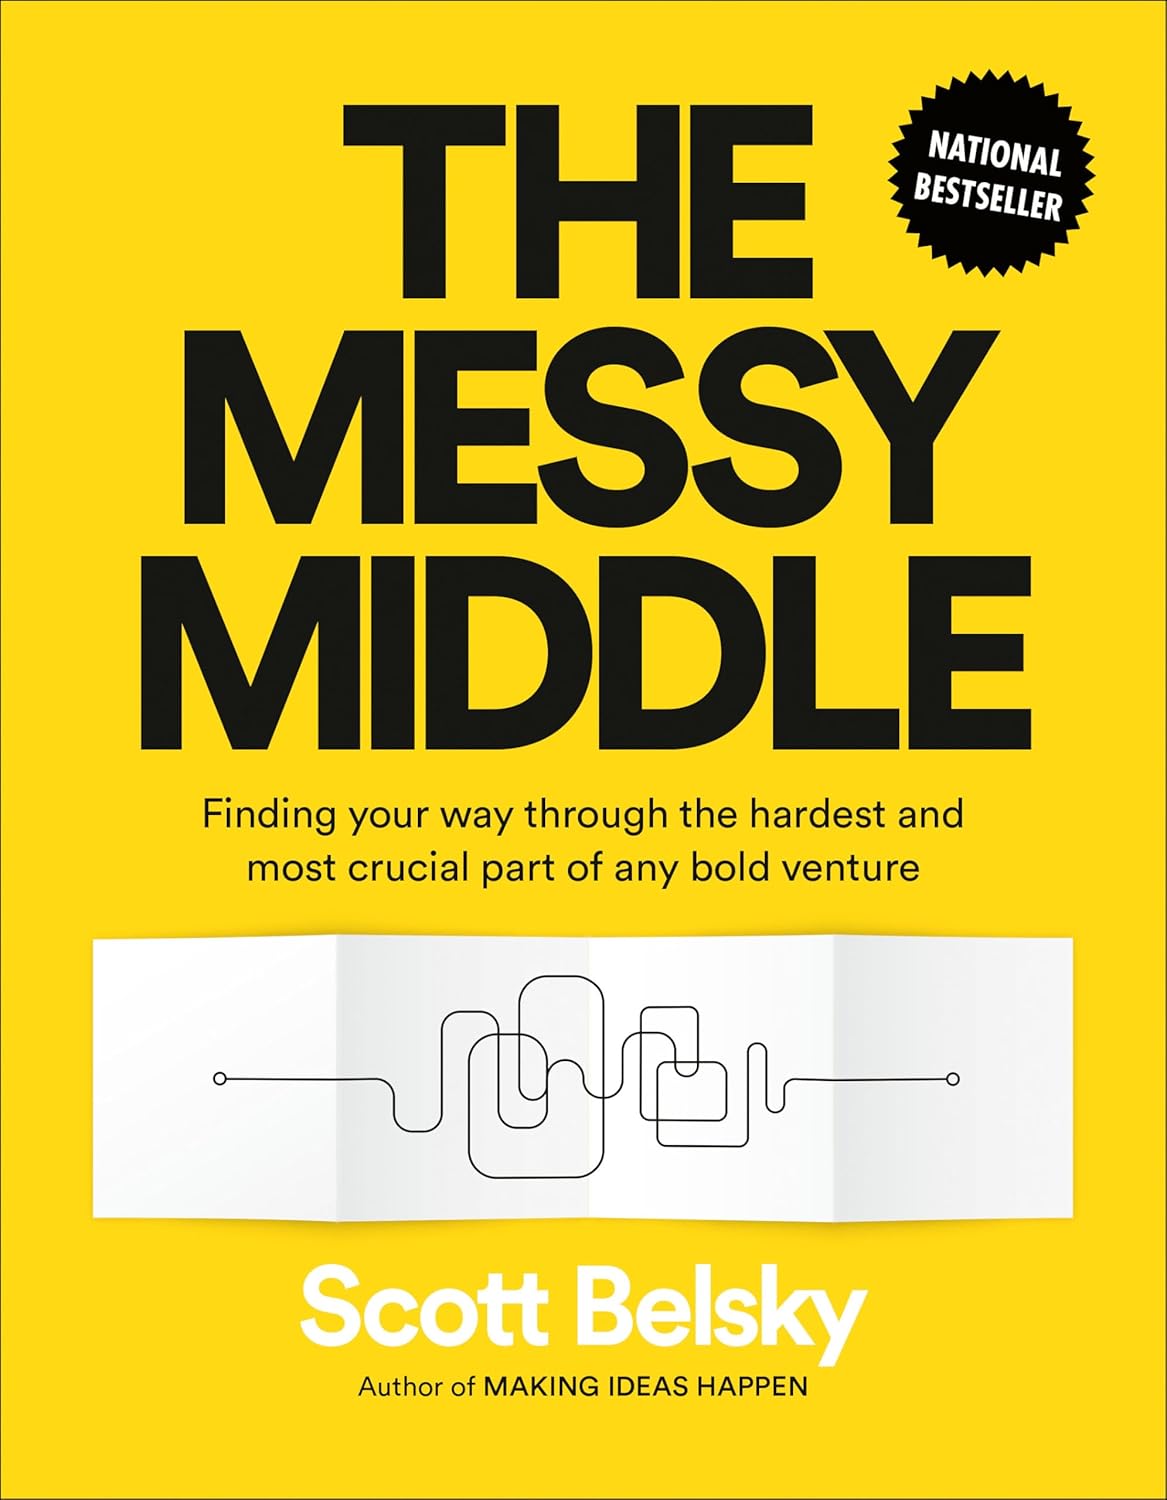 THE
MESSY
MIDDLE
NATIONAL
BESTSELLER
Finding your way through the hardest and
most crucial part of any bold venture
Scott Belsky
Author of MAKING IDEAS HAPPEN